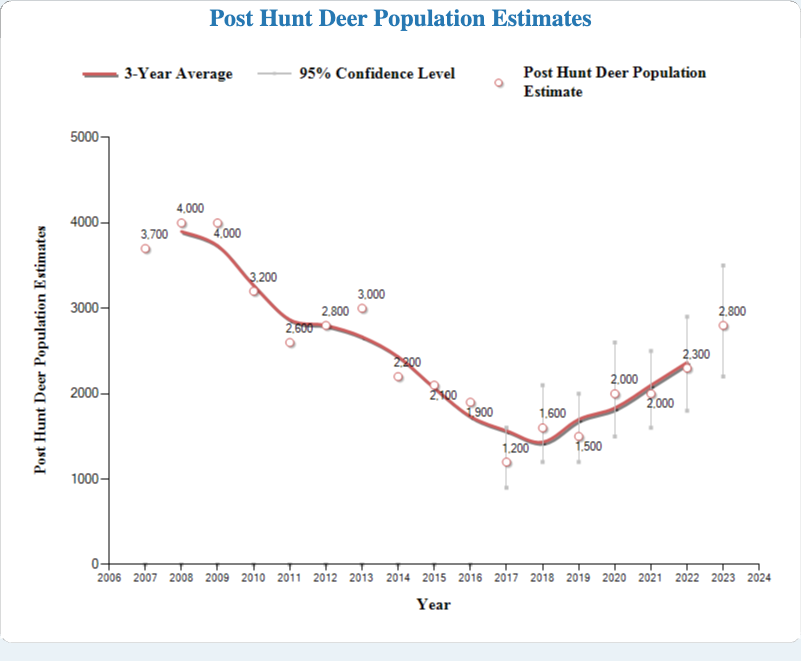 Post Hunt Deer Population Estimates
3-Year Average
95% Confidence Level
Post Hunt Deer Population
Estimate
Post Hunt Deer Population Estimates
5000
4000
3000
2000
1000
0
3,700
4,000
4,000
3,200
2,600
2,800
3,000
2,200
2,100
1,900
1,200
1,600
1,500
2,000
2,000
2,300
2,800
2006 2007 2008 2009 2010 2011 2012 2013 2014 2015 2016 2017 2018 2019 2020 2021 2022 2023 2024
Year